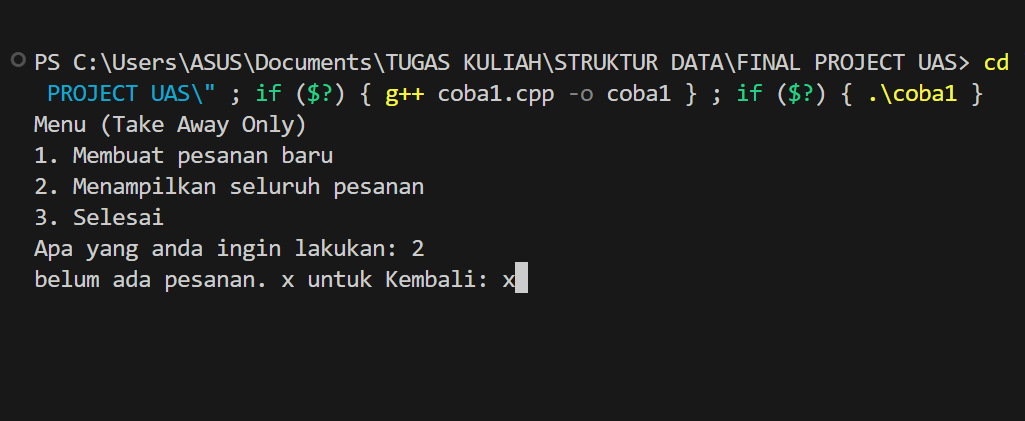 PS C:\Users\ASUS\Documents\TUGAS KULIAH\STRUKTUR DATA\FINAL PROJECT UAS> cd
PROJECT UAS\" ; if ($?) { g++ coba1.cpp -o coba1 } ; if ($?) { .\coba1 }
Menu (Take Away Only)
1. Membuat pesanan baru
2. Menampilkan seluruh pesanan
3. Selesai
Apa yang anda ingin lakukan: 2
belum ada pesanan. x untuk Kembali: x